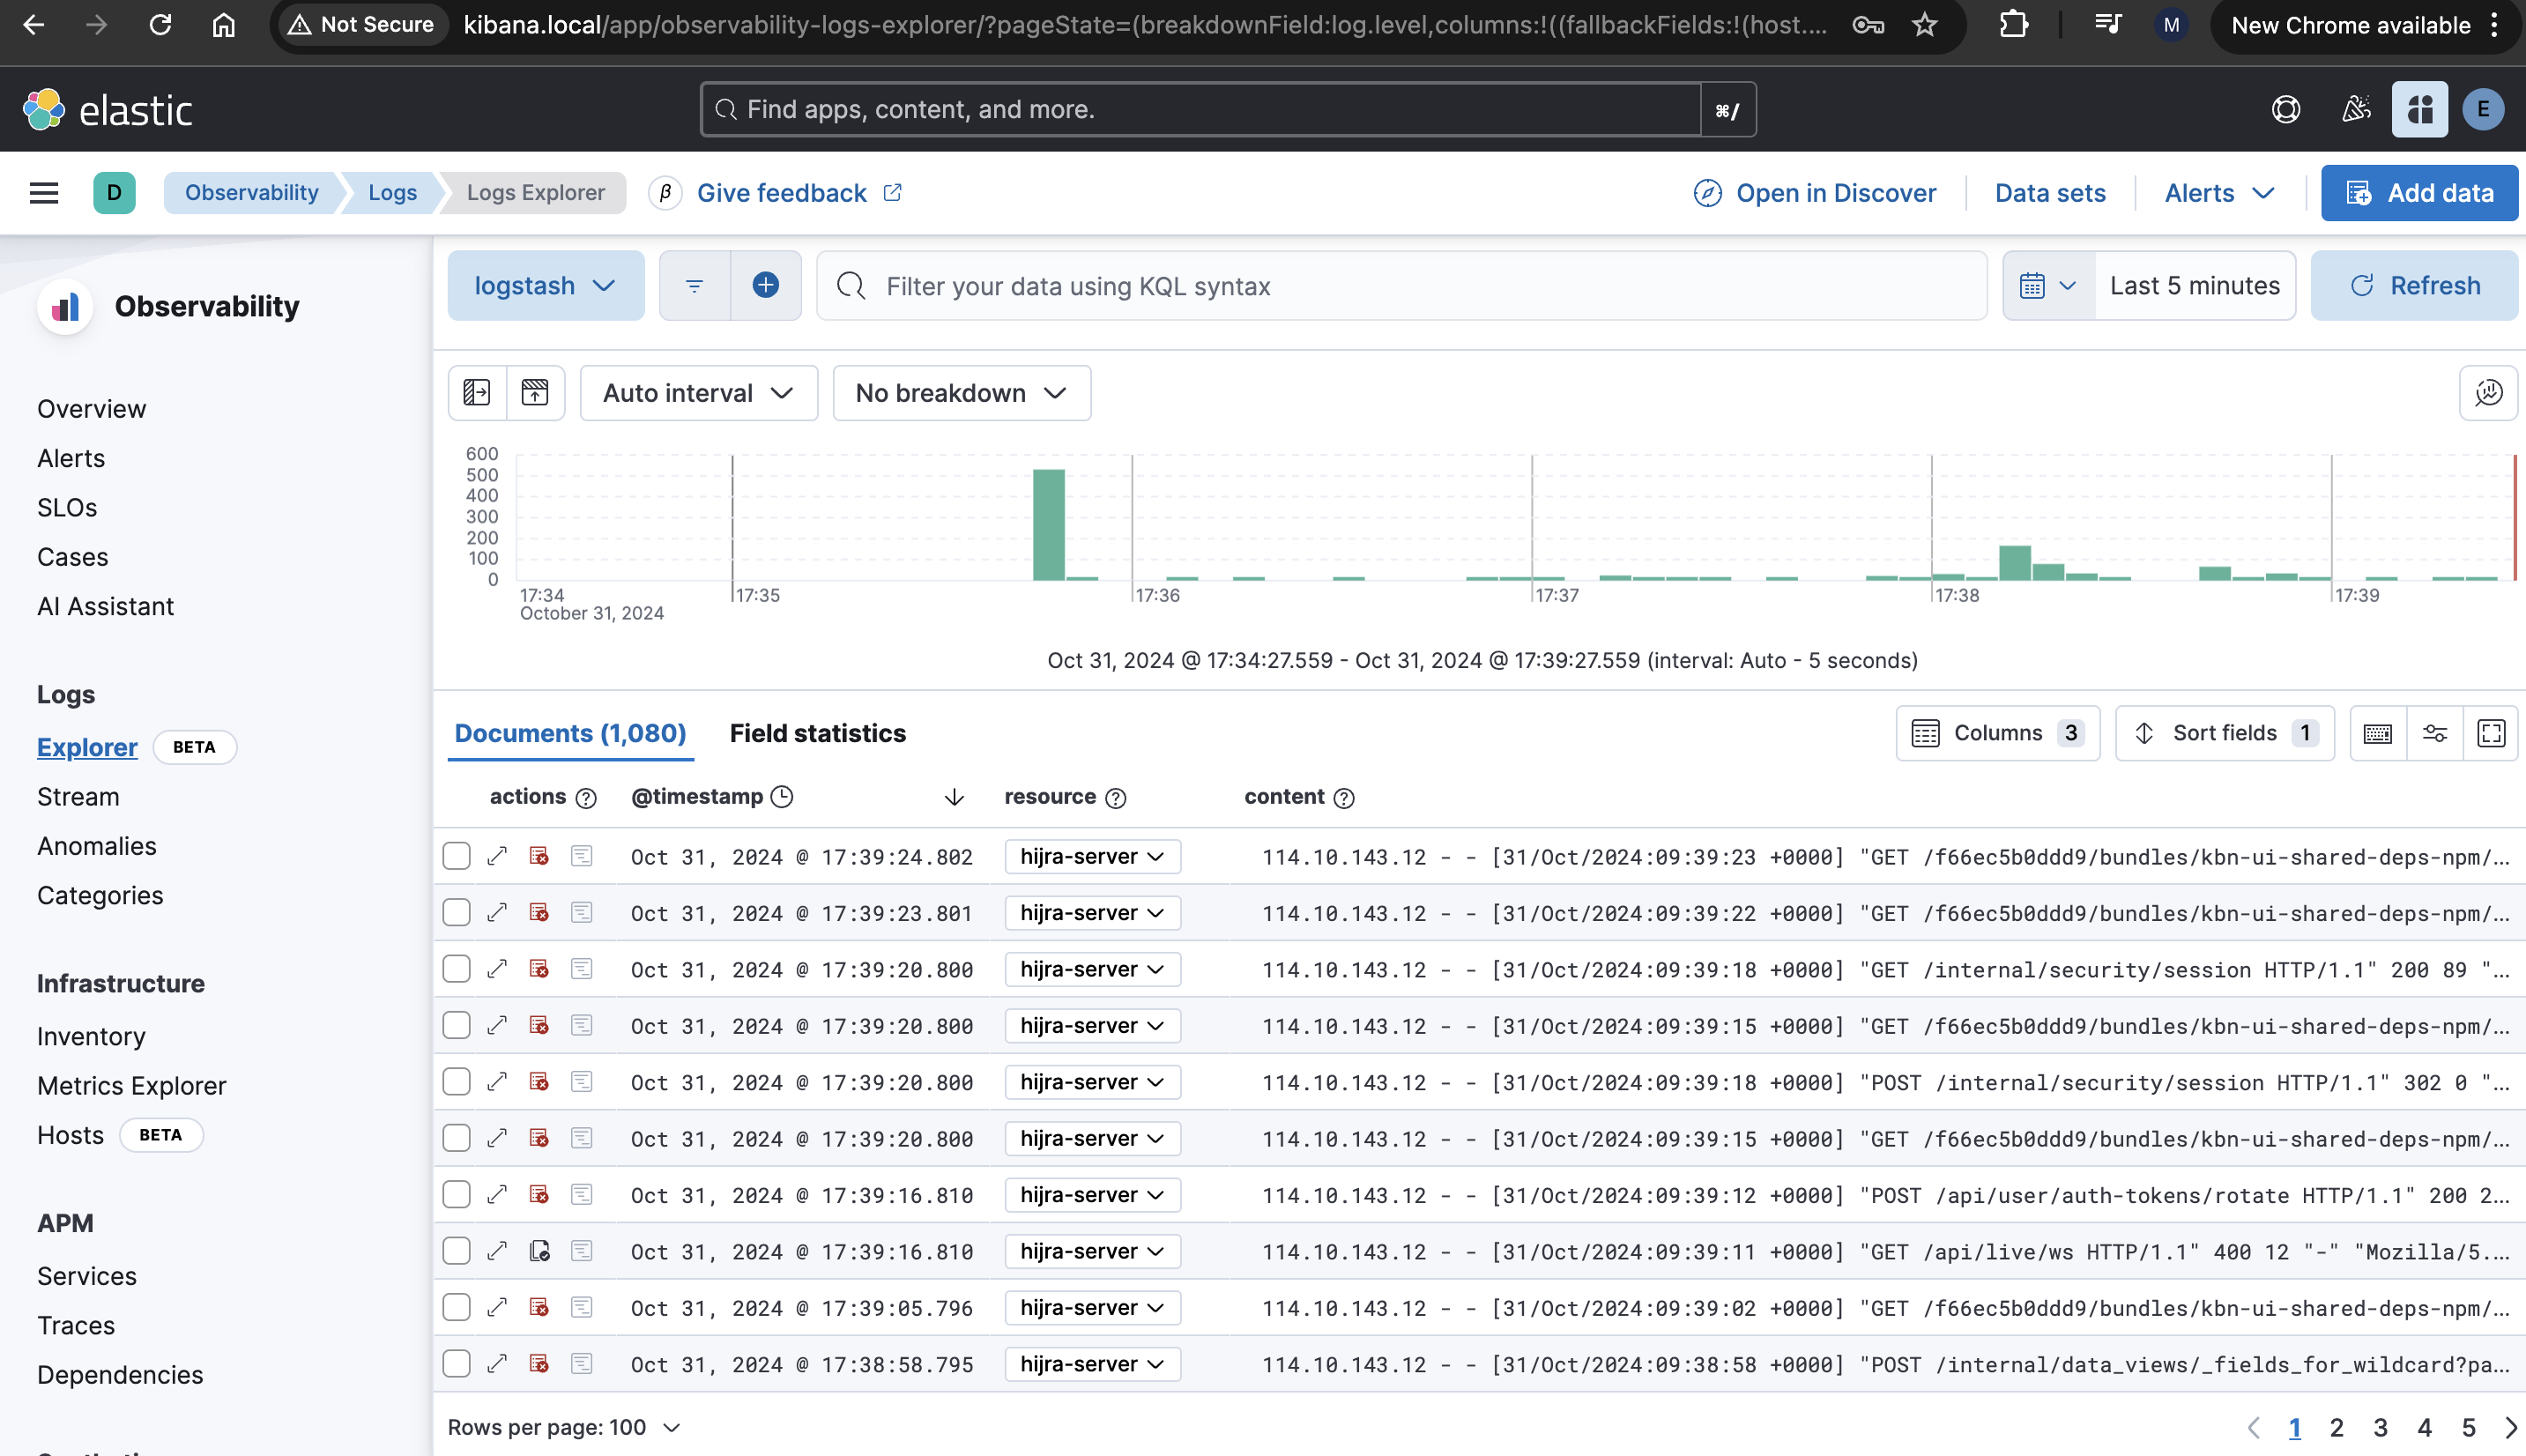 Not Secure
kibana.local/app/observability-logs-explorer/?pageState=(breakdownField:log.level,columns:!((fallbackFields:!(host....
M
New Chrome available
elastic
Find apps, content, and more.
⌘/
E
D
Observability
Logs
Logs Explorer
β
Give feedback
Open in Discover
Data sets
Alerts
Add data
Observability
Overview
Alerts
SLOs
Cases
AI Assistant
Logs
Explorer BETA
Stream
Anomalies
Categories
Infrastructure
Inventory
Metrics Explorer
Hosts BETA
APM
Services
Traces
Dependencies
logstash
Filter your data using KQL syntax
Last 5 minutes
Refresh
Auto interval
No breakdown
600
500
400
300
200
100
0
17:34 17:35 17:36 17:37 17:38 17:39
October 31, 2024
Oct 31, 2024 @ 17:34:27.559 - Oct 31, 2024 @ 17:39:27.559 (interval: Auto - 5 seconds)
Documents (1,080)
Field statistics
Columns 3
Sort fields 1
actions @timestamp resource content
Oct 31, 2024 @ 17:39:24.802 hijra-server 114.10.143.12 - - [31/Oct/2024:09:39:23 +0000] "GET /f66ec5b0ddd9/bundles/kbn-ui-shared-deps-npm/...
Oct 31, 2024 @ 17:39:23.801 hijra-server 114.10.143.12 - - [31/Oct/2024:09:39:22 +0000] "GET /f66ec5b0ddd9/bundles/kbn-ui-shared-deps-npm/...
Oct 31, 2024 @ 17:39:20.800 hijra-server 114.10.143.12 - - [31/Oct/2024:09:39:18 +0000] "GET /internal/security/session HTTP/1.1" 200 89 "...
Oct 31, 2024 @ 17:39:20.800 hijra-server 114.10.143.12 - - [31/Oct/2024:09:39:15 +0000] "GET /f66ec5b0ddd9/bundles/kbn-ui-shared-deps-npm/...
Oct 31, 2024 @ 17:39:20.800 hijra-server 114.10.143.12 - - [31/Oct/2024:09:39:18 +0000] "POST /internal/security/session HTTP/1.1" 302 0 "...
Oct 31, 2024 @ 17:39:20.800 hijra-server 114.10.143.12 - - [31/Oct/2024:09:39:15 +0000] "GET /f66ec5b0ddd9/bundles/kbn-ui-shared-deps-npm/...
Oct 31, 2024 @ 17:39:16.810 hijra-server 114.10.143.12 - - [31/Oct/2024:09:39:12 +0000] "POST /api/user/auth-tokens/rotate HTTP/1.1" 200 2...
Oct 31, 2024 @ 17:39:16.810 hijra-server 114.10.143.12 - - [31/Oct/2024:09:39:11 +0000] "GET /api/live/ws HTTP/1.1" 400 12 "-" "Mozilla/5....
Oct 31, 2024 @ 17:39:05.796 hijra-server 114.10.143.12 - - [31/Oct/2024:09:39:02 +0000] "GET /f66ec5b0ddd9/bundles/kbn-ui-shared-deps-npm/...
Oct 31, 2024 @ 17:38:58.795 hijra-server 114.10.143.12 - - [31/Oct/2024:09:38:58 +0000] "POST /internal/data_views/_fields_for_wildcard?pa...
Rows per page: 100
1 2 3 4 5